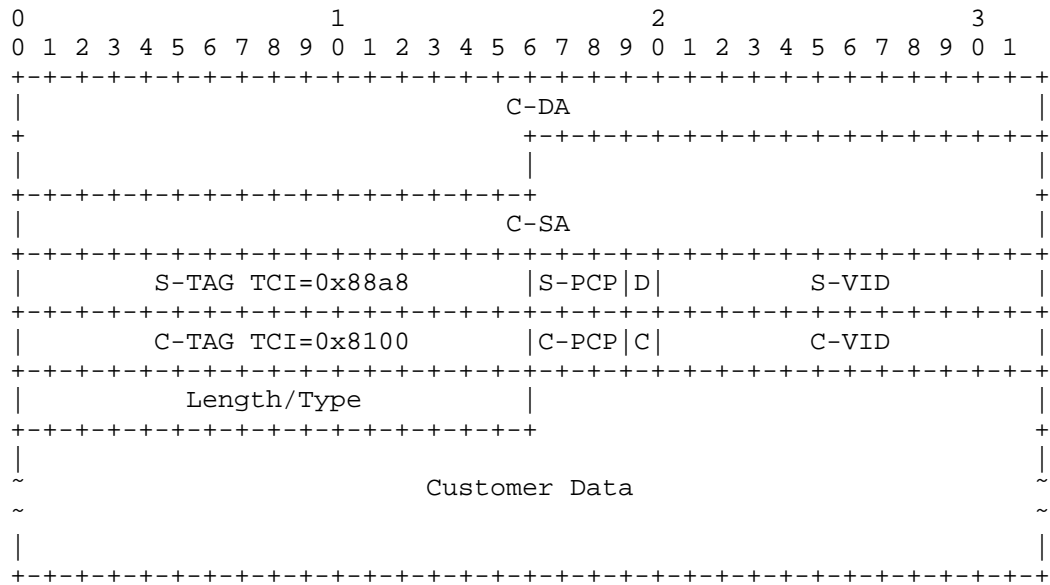 0                   1                   2                   3
0 1 2 3 4 5 6 7 8 9 0 1 2 3 4 5 6 7 8 9 0 1 2 3 4 5 6 7 8 9 0 1
+-+-+-+-+-+-+-+-+-+-+-+-+-+-+-+-+-+-+-+-+-+-+-+-+-+-+-+-+-+-+-+-+
|                              C-DA                             |
+                               +-+-+-+-+-+-+-+-+-+-+-+-+-+-+-+-+
|                               |                               |
+-+-+-+-+-+-+-+-+-+-+-+-+-+-+-+-+                               +
|                              C-SA                             |
+-+-+-+-+-+-+-+-+-+-+-+-+-+-+-+-+-+-+-+-+-+-+-+-+-+-+-+-+-+-+-+-+
|        S-TAG TCI=0x88a8       |S-PCP|D|         S-VID         |
+-+-+-+-+-+-+-+-+-+-+-+-+-+-+-+-+-+-+-+-+-+-+-+-+-+-+-+-+-+-+-+-+
|        C-TAG TCI=0x8100       |C-PCP|C|         C-VID         |
+-+-+-+-+-+-+-+-+-+-+-+-+-+-+-+-+-+-+-+-+-+-+-+-+-+-+-+-+-+-+-+-+
|          Length/Type          |                               |
+-+-+-+-+-+-+-+-+-+-+-+-+-+-+-+-+                               +
|                                                               |
~                         Customer Data                         ~
~                                                               ~
|                                                               |
+-+-+-+-+-+-+-+-+-+-+-+-+-+-+-+-+-+-+-+-+-+-+-+-+-+-+-+-+-+-+-+-+